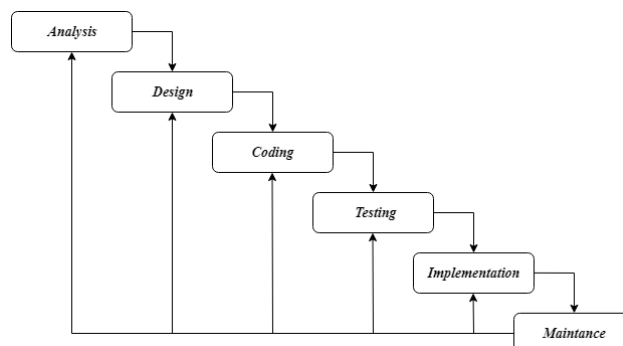 Analysis
Design
Coding
Testing
Implementation
Maintance